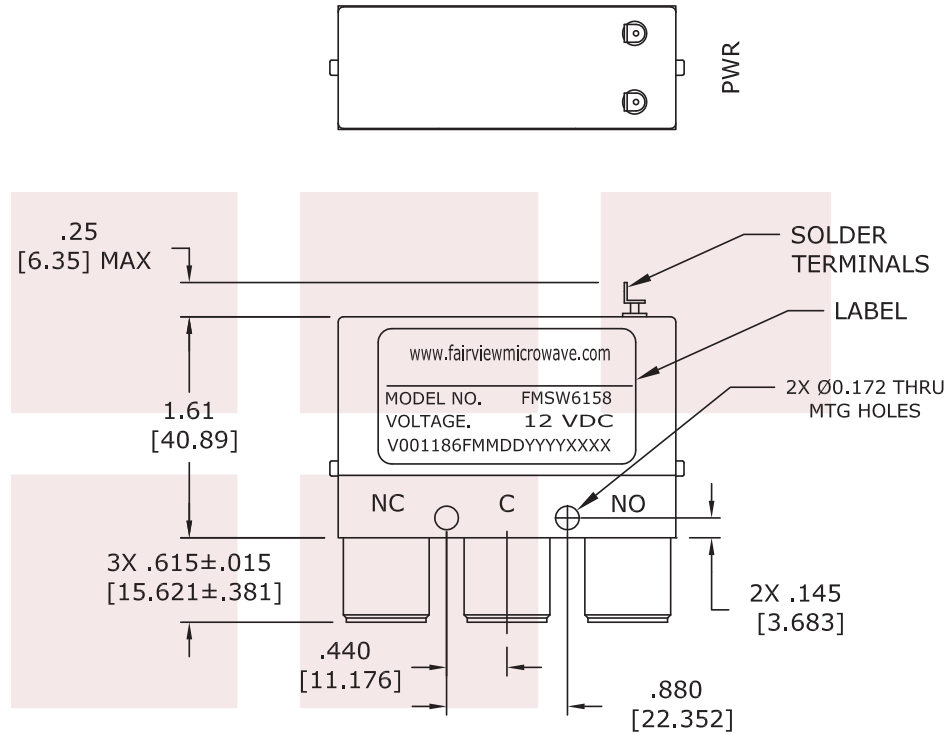 PWR
.25
[6.35] MAX
SOLDER
TERMINALS
LABEL
www.fairviewmicrowave.com
MODEL NO. FMSW6158
VOLTAGE. 12 VDC
V001186FMMDDYYYYXXXX
2X Ø0.172 THRU
MTG HOLES
1.61
[40.89]
NC C NO
3X .615±.015
[15.621±.381]
2X .145
[3.683]
.440
[11.176]
.880
[22.352]